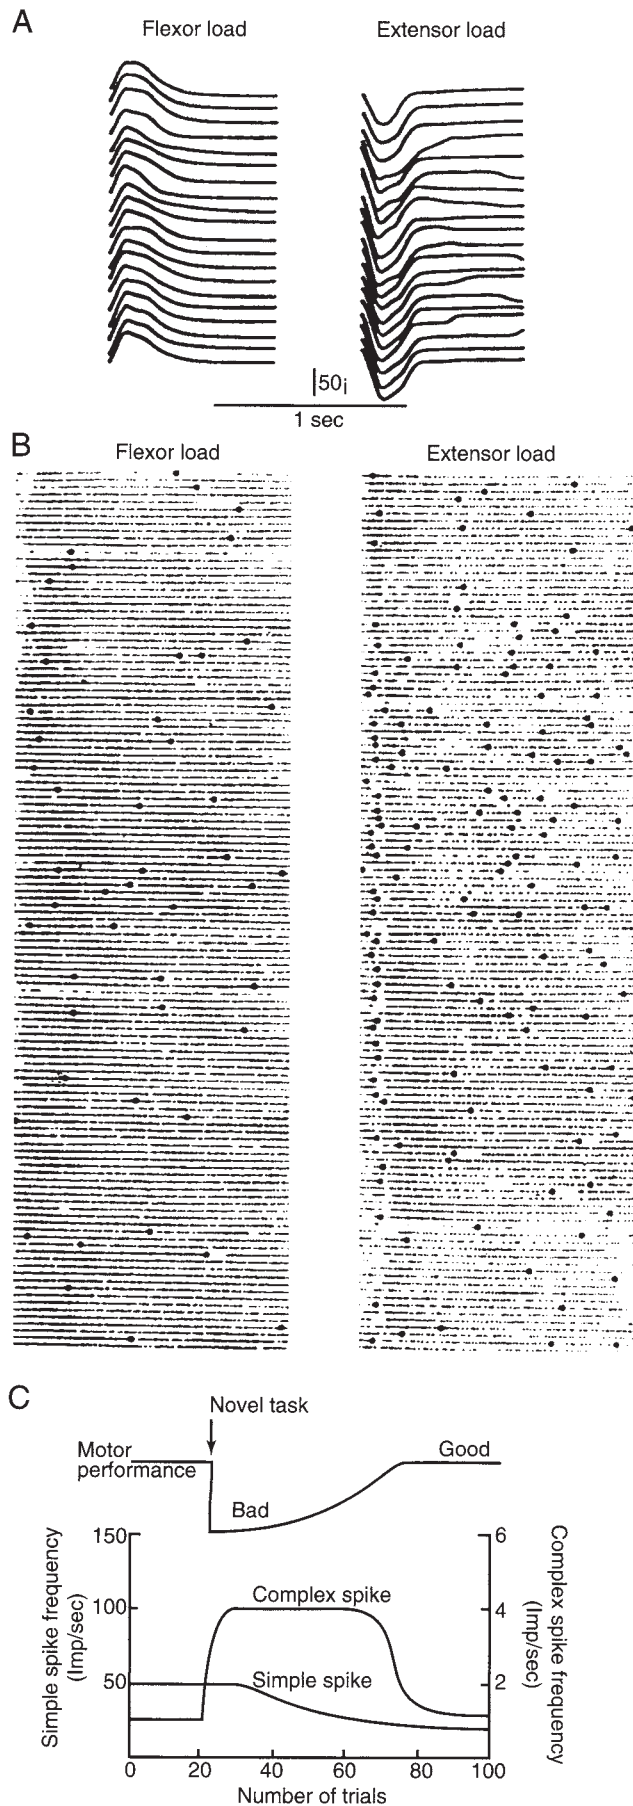 A
Flexor load
Extensor load
50i
1 sec
B
Flexor load
Extensor load
C
Novel task
Motor
performance
Good
Bad
150
100
50
Simple spike frequency
(Imp/sec)
Complex spike
Simple spike
6
4
2
Complex spike frequency
(Imp/sec)
0
20
40
60
80
100
Number of trials